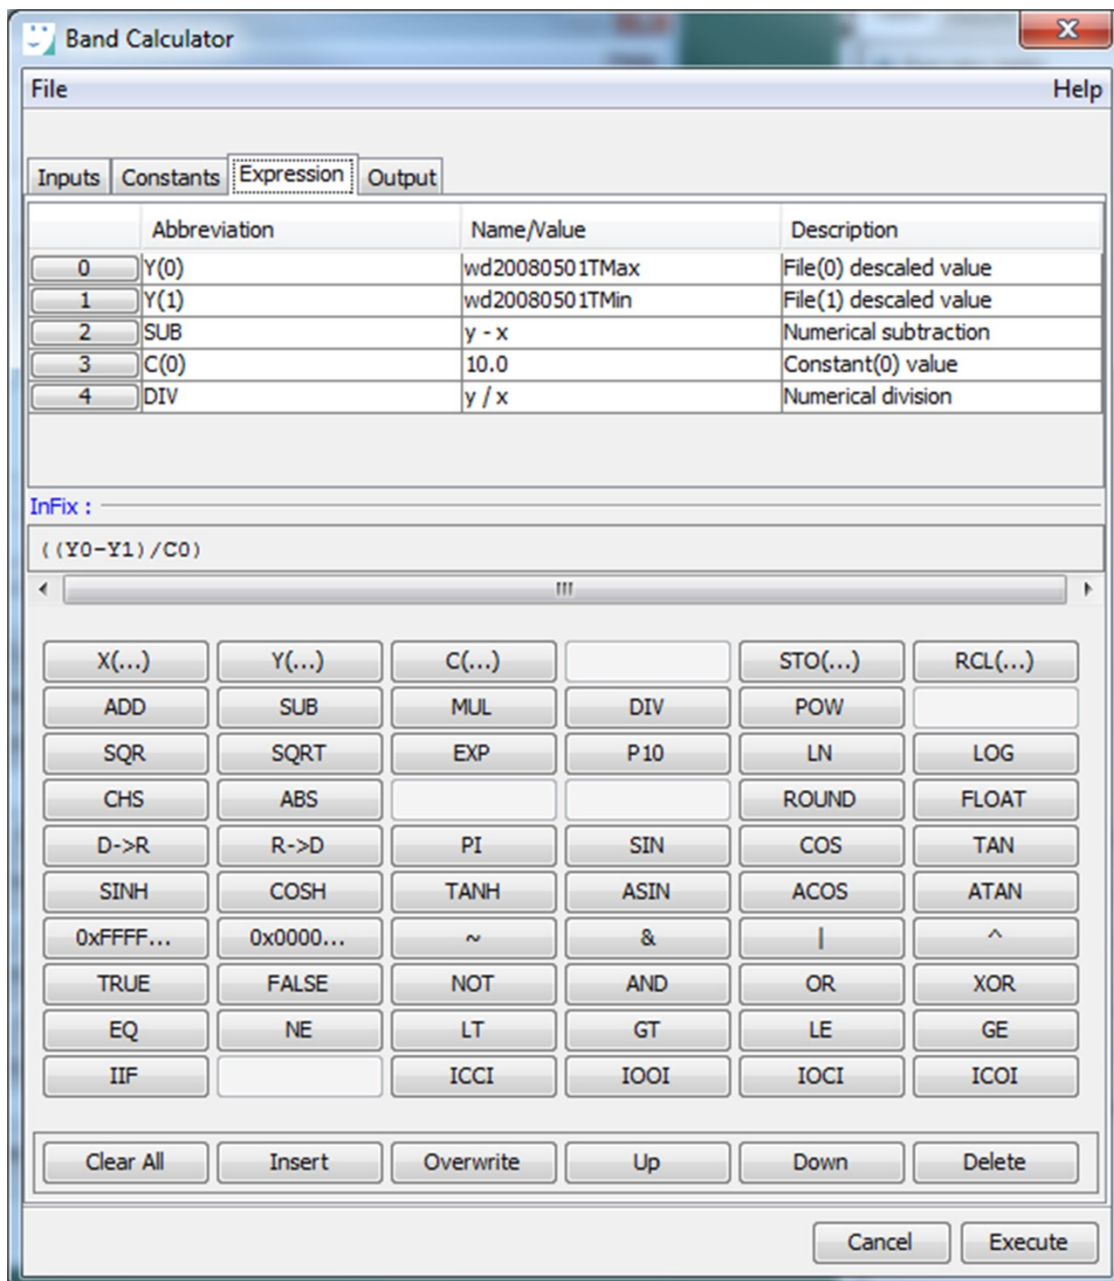 Band Calculator
File Help
Inputs Constants Expression Output
Abbreviation Name/Value Description
0 Y(0) wd20080501TMax File(0) descaled value
1 Y(1) wd20080501TMin File(1) descaled value
2 SUB y - x Numerical subtraction
3 C(0) 10.0 Constant(0) value
4 DIV y / x Numerical division
InFix :
((Y0-Y1)/C0)
X(...) Y(...) C(...) STO(...) RCL(...)
ADD SUB MUL DIV POW
SQR SQRT EXP P10 LN LOG
CHS ABS ROUND FLOAT
D->R R->D PI SIN COS TAN
SINH COSH TANH ASIN ACOS ATAN
0xFFFF... 0x0000... ~ & | ^
TRUE FALSE NOT AND OR XOR
EQ NE LT GT LE GE
IIF ICCI IOOI IOCI ICOI
Clear All Insert Overwrite Up Down Delete
Cancel Execute